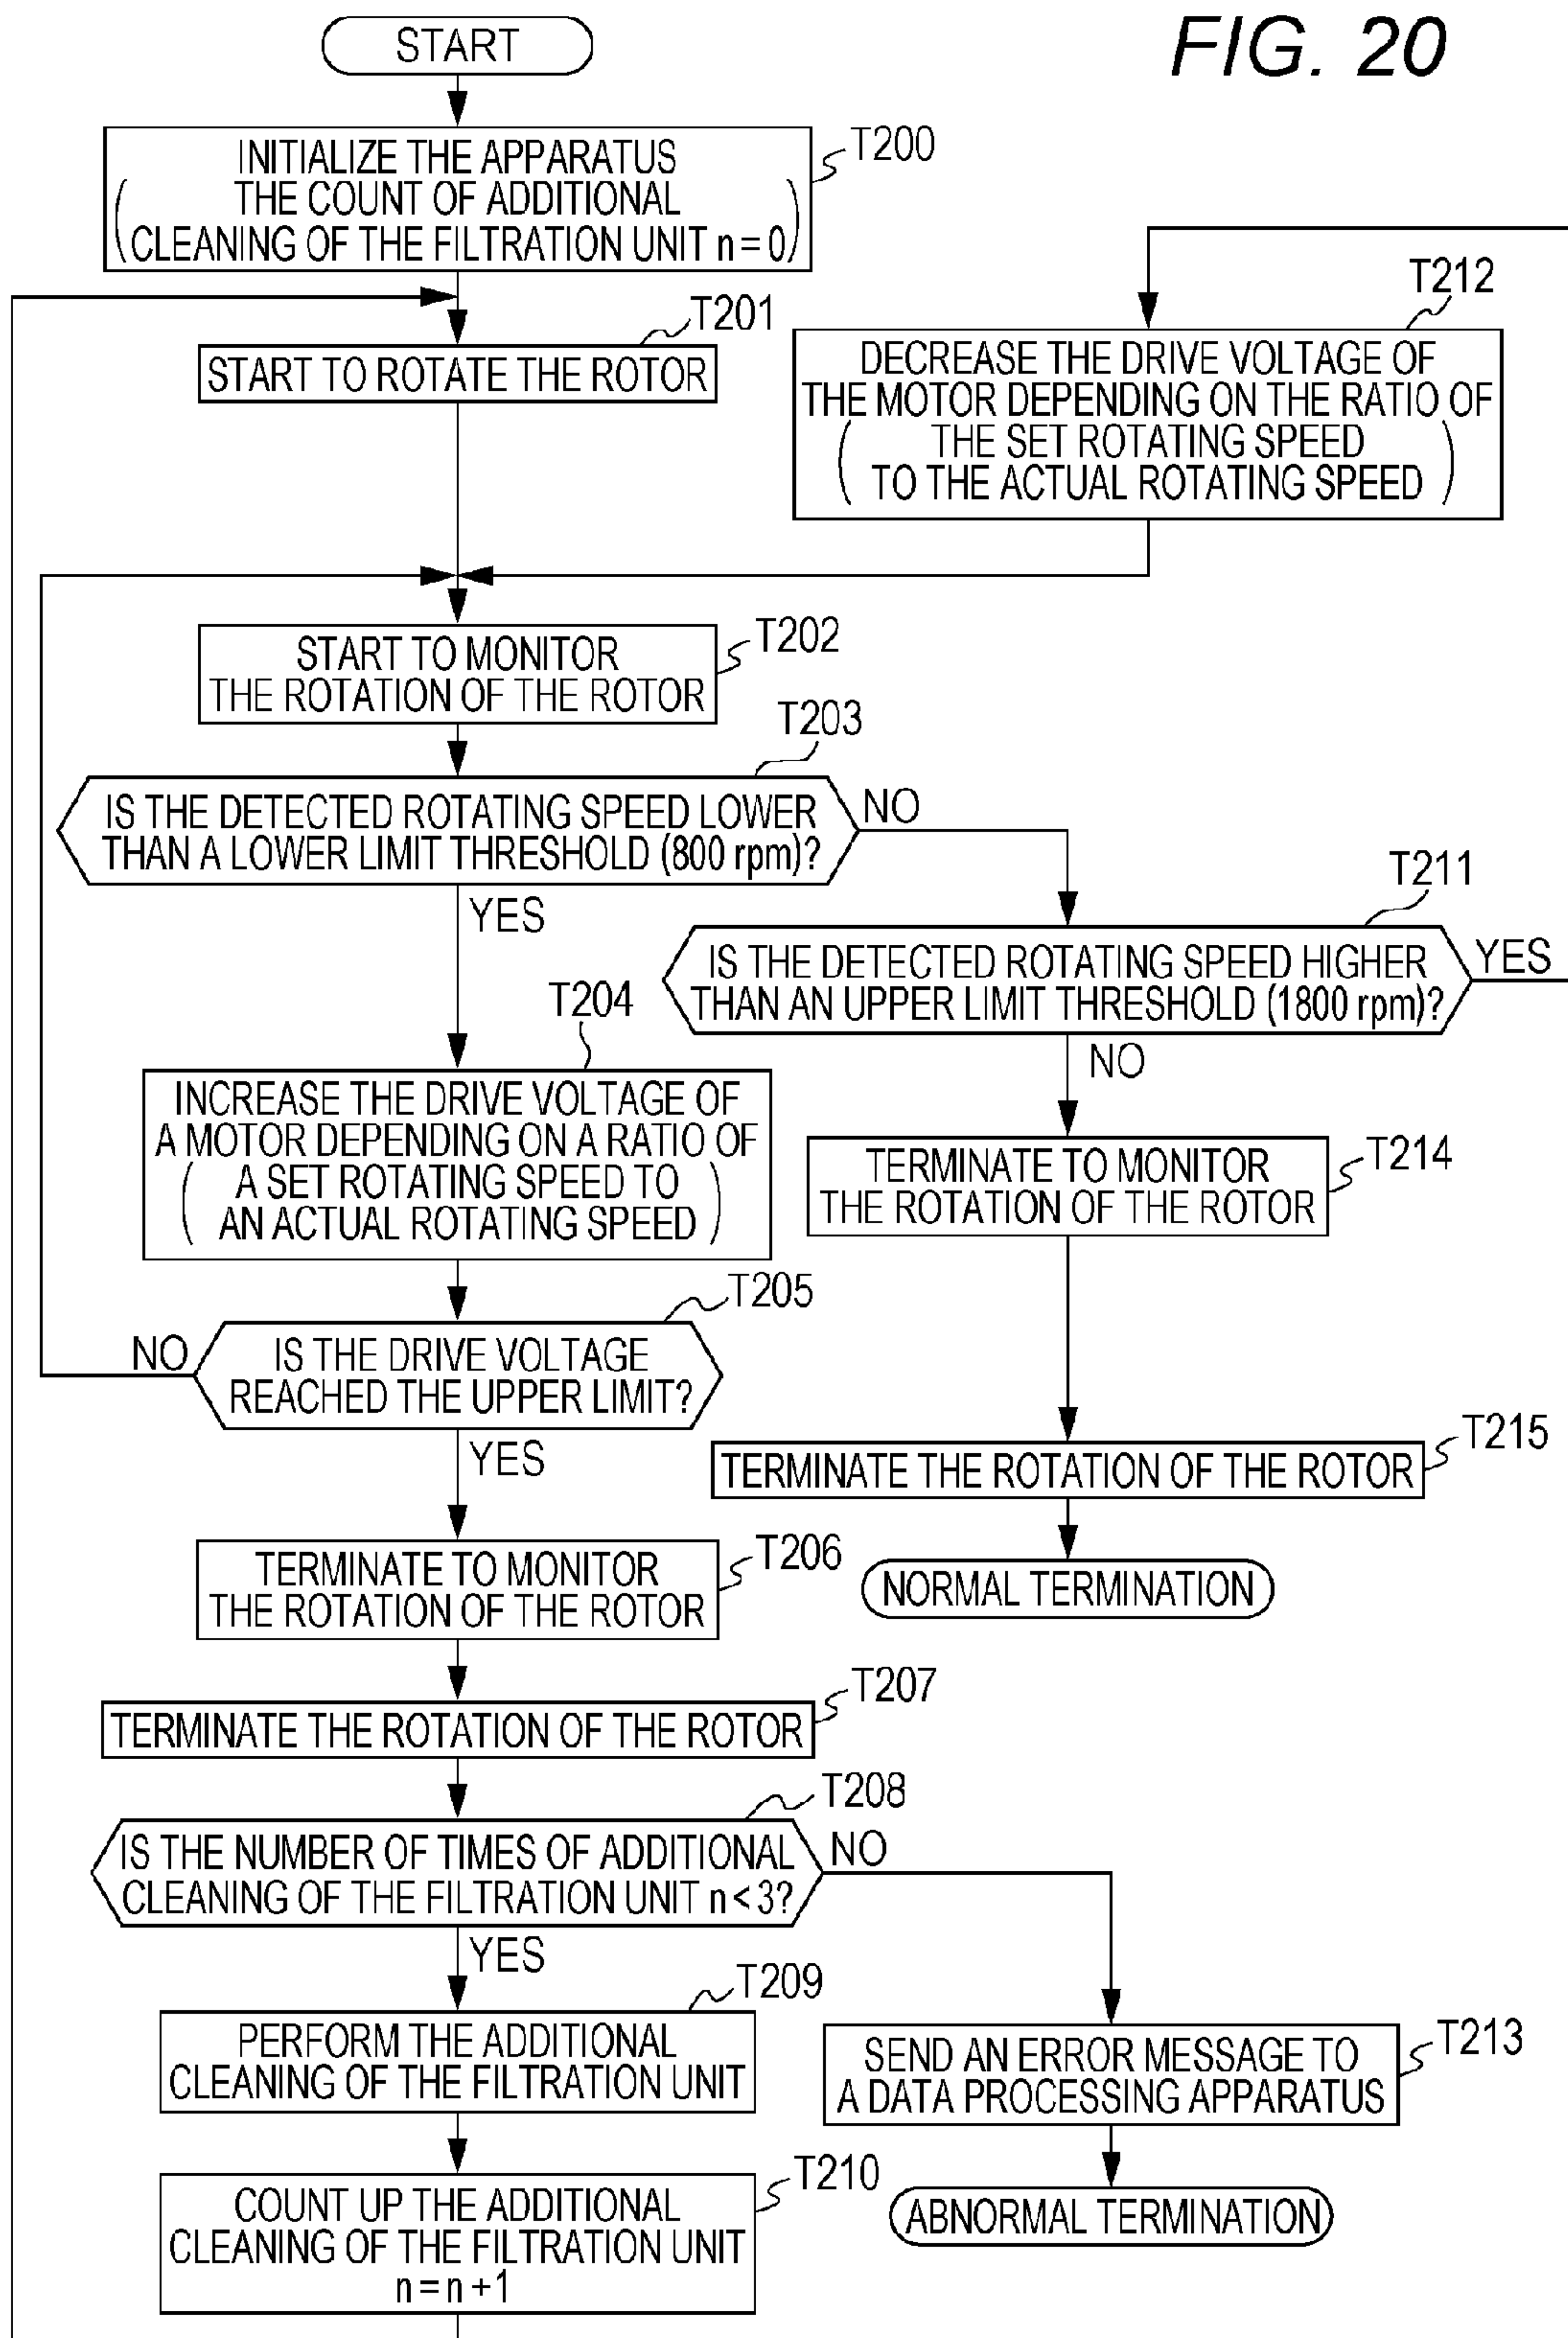 FIG. 20
START
T200
INITIALIZE THE APPARATUS
THE COUNT OF ADDITIONAL
CLEANING OF THE FILTRATION UNIT n = 0
T201
START TO ROTATE THE ROTOR
T212
DECREASE THE DRIVE VOLTAGE OF
THE MOTOR DEPENDING ON THE RATIO OF
( THE SET ROTATING SPEED
TO THE ACTUAL ROTATING SPEED )
T202
START TO MONITOR
THE ROTATION OF THE ROTOR
T203
IS THE DETECTED ROTATING SPEED LOWER
THAN A LOWER LIMIT THRESHOLD (800 rpm)?
NO
YES
T211
IS THE DETECTED ROTATING SPEED HIGHER
THAN AN UPPER LIMIT THRESHOLD (1800 rpm)?
YES
NO
T204
INCREASE THE DRIVE VOLTAGE OF
A MOTOR DEPENDING ON A RATIO OF
( A SET ROTATING SPEED TO
AN ACTUAL ROTATING SPEED )
T214
TERMINATE TO MONITOR
THE ROTATION OF THE ROTOR
T205
IS THE DRIVE VOLTAGE
REACHED THE UPPER LIMIT?
NO
YES
T215
TERMINATE THE ROTATION OF THE ROTOR
NORMAL TERMINATION
T206
TERMINATE TO MONITOR
THE ROTATION OF THE ROTOR
T207
TERMINATE THE ROTATION OF THE ROTOR
T208
IS THE NUMBER OF TIMES OF ADDITIONAL
CLEANING OF THE FILTRATION UNIT n < 3?
NO
YES
T209
PERFORM THE ADDITIONAL
CLEANING OF THE FILTRATION UNIT
T213
SEND AN ERROR MESSAGE TO
A DATA PROCESSING APPARATUS
T210
COUNT UP THE ADDITIONAL
CLEANING OF THE FILTRATION UNIT
n = n + 1
ABNORMAL TERMINATION